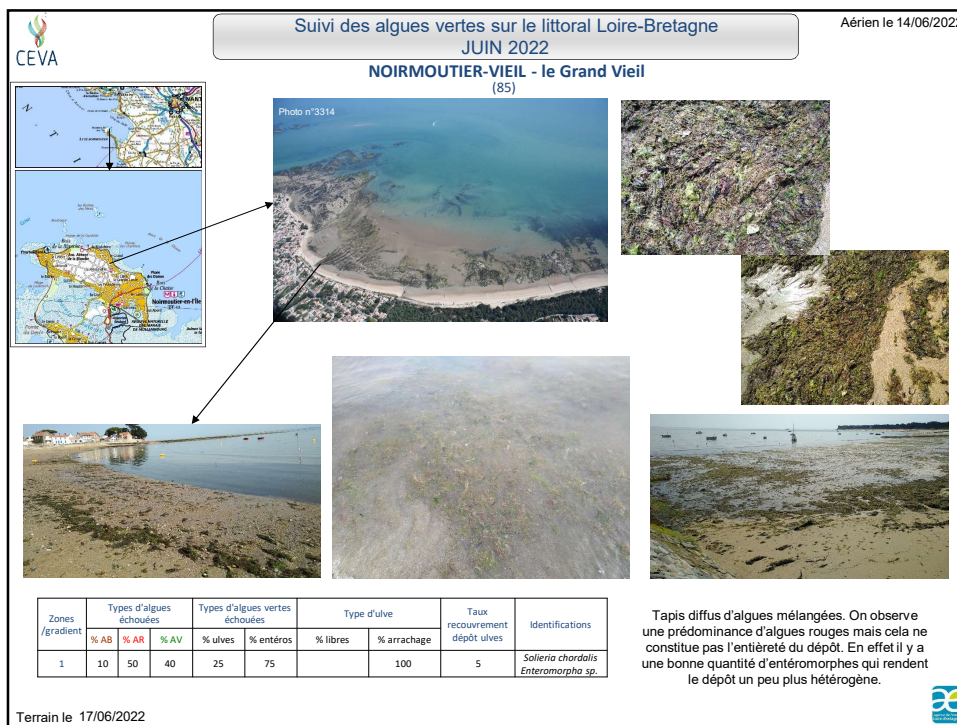 CEVA
Suivi des algues vertes sur le littoral Loire-Bretagne
JUIN 2022
Aérien le 14/06/2022
NOIRMOUTIER-VIEIL - le Grand Vieil
(85)
Photo n°3314
Noirmoutier-en-l'Île
Zones /gradient
Types d'algues échouées
Types d'algues vertes échouées
Type d'ulve
Taux recouvrement dépôt ulves
Identifications
% AB % AR % AV % ulves % entéros % libres % arrachage
1 10 50 40 25 75 100 5 Solieria chordalis
Enteromorpha sp.
Tapis diffus d'algues mélangées. On observe
une prédominance d'algues rouges mais cela ne
constitue pas l'entièreté du dépôt. En effet il y a
une bonne quantité d'entéromorphes qui rendent
le dépôt un peu plus hétérogène.
Terrain le 17/06/2022